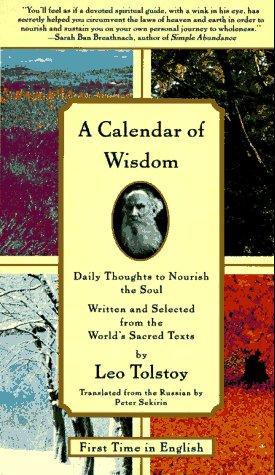 "You'll feel as if a devoted spiritual guide, with a wink in his eye, has
secretly helped you circumvent the laws of heaven and earth in order to
nourish and sustain you on your own personal journey to wholeness."
—Sarah Ban Breathnach, author of Simple Abundance
A Calendar of
Wisdom
Daily Thoughts to Nourish
the Soul
Written and Selected
from the
World's Sacred Texts
by
Leo Tolstoy
Translated from the Russian by
Peter Sekirin
First Time in English